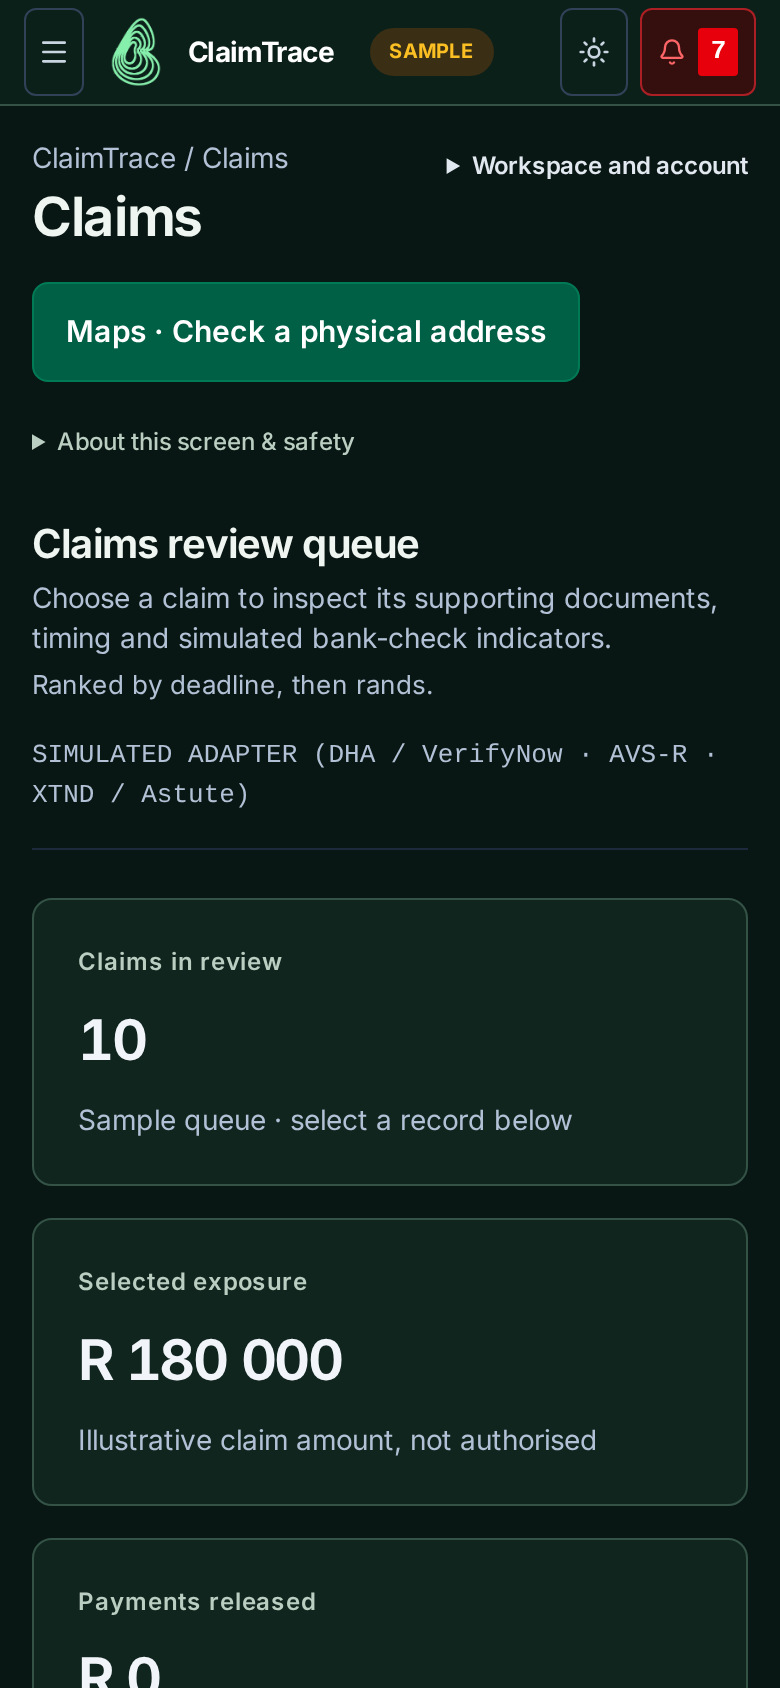 ClaimTrace
SAMPLE
7
ClaimTrace / Claims
▶ Workspace and account
Claims
Maps · Check a physical address
▶ About this screen & safety
Claims review queue
Choose a claim to inspect its supporting documents,
timing and simulated bank-check indicators.
Ranked by deadline, then rands.
SIMULATED ADAPTER (DHA / VerifyNow · AVS-R ·
XTND / Astute)
Claims in review
10
Sample queue · select a record below
Selected exposure
R 180 000
Illustrative claim amount, not authorised
Payments released
R 0